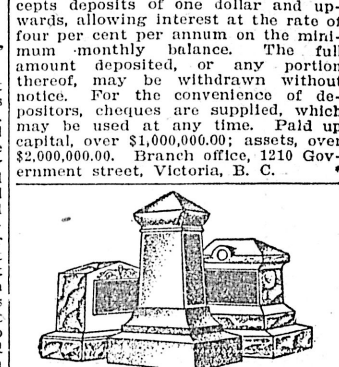 cepts deposits of one dollar and up-
wards, allowing interest at the rate of
four per cent per annum on the mini-
mum monthly balance. The full
amount deposited, or any portion
thereof, may be withdrawn without
notice. For the convenience of de-
positors, cheques are supplied, which
may be used at any time. Paid up
capital, over $1,000,000.00; assets, over
$2,000,000.00. Branch office, 1210 Gov-
ernment street, Victoria, B. C. *